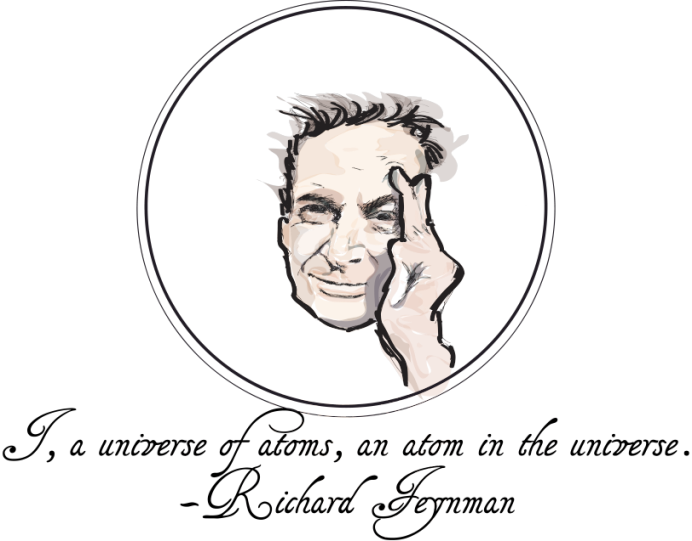 I, a universe of atoms, an atom in the universe.
-Richard Feynman